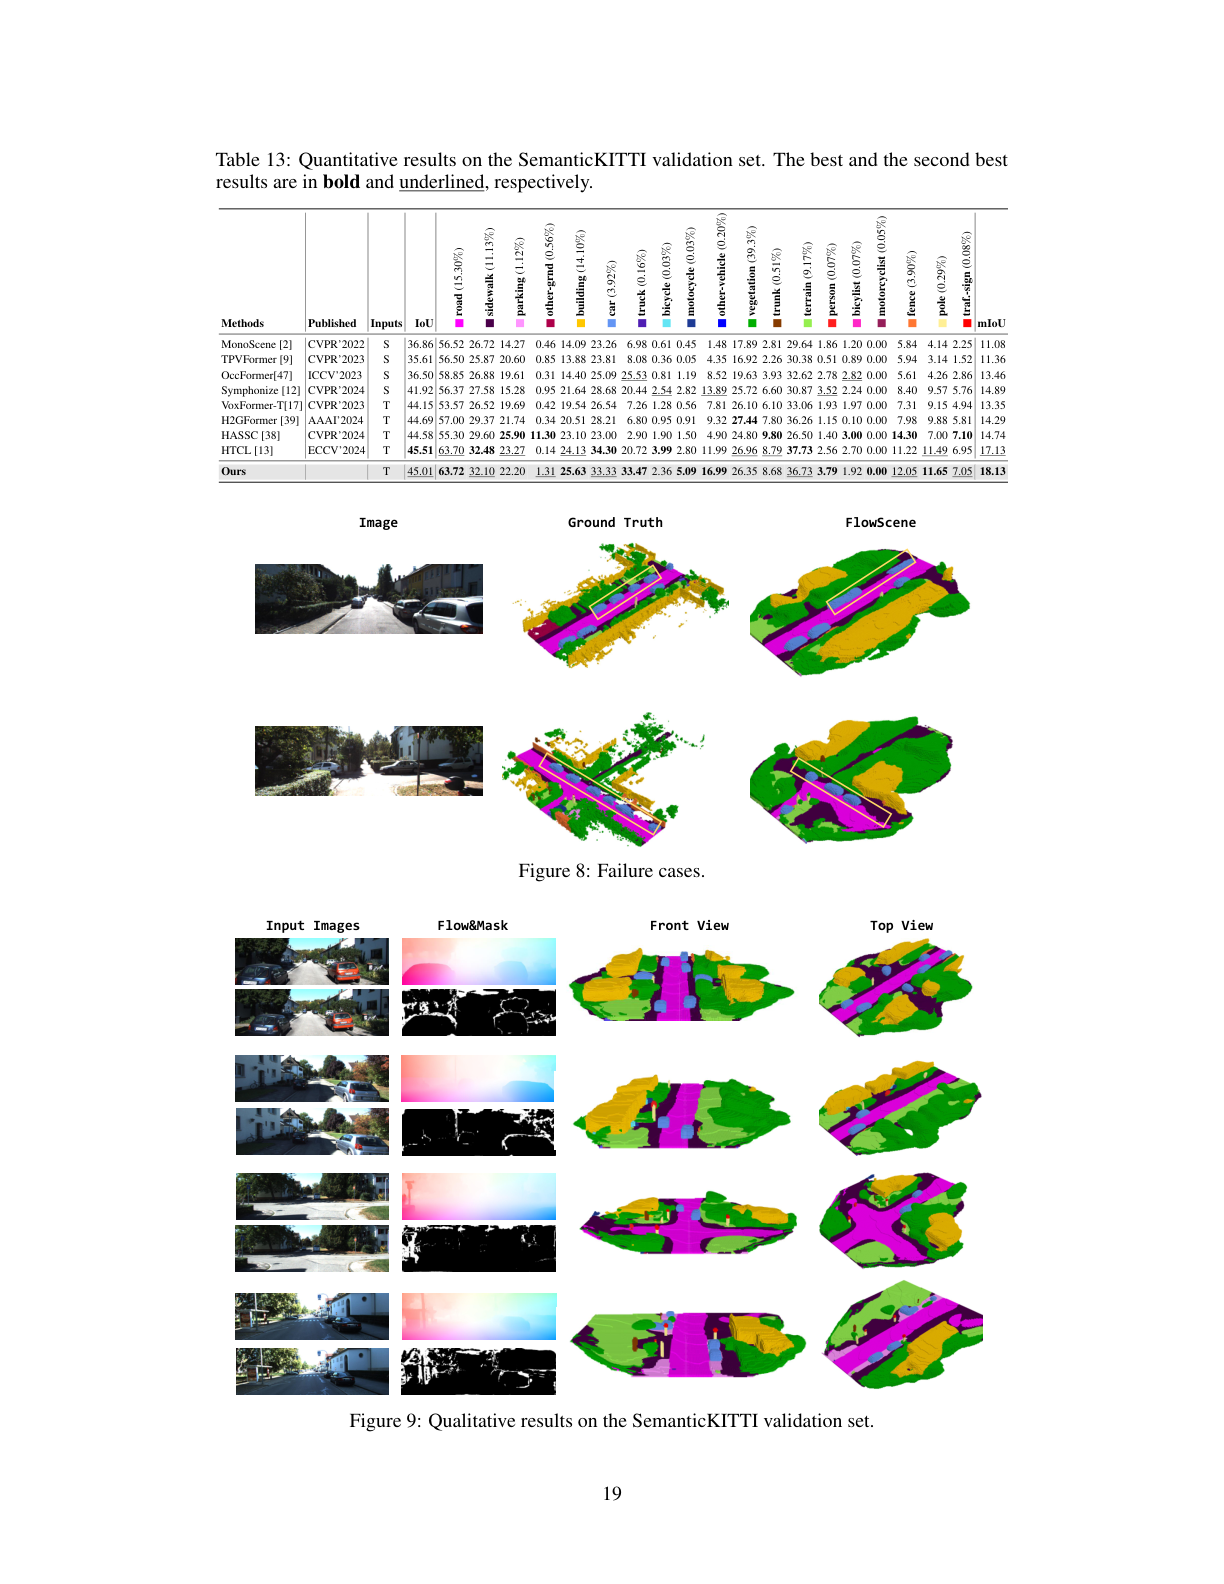 Table 13: Quantitative results on the SemanticKITTI validation set. The best and the second best
results are in bold and underlined, respectively.
Methods Published Inputs IoU road (15.30%) sidewalk (11.13%) parking (1.12%) other-grnd (0.56%) building (14.10%) car (3.92%) truck (0.16%) bicycle (0.03%) motocycle (0.03%) other-vehicle (0.20%) vegetation (39.3%) trunk (0.51%) terrain (9.17%) person (0.07%) bicylist (0.07%) motorcyclist (0.05%) fence (3.90%) pole (0.29%) traf.-sign (0.08%) mIoU
MonoScene [2] CVPR'2022 S 36.86 56.52 26.72 14.27 0.46 14.09 23.26 6.98 0.61 0.45 1.48 17.89 2.81 29.64 1.86 1.20 0.00 5.84 4.14 2.25 11.08
TPVFormer [9] CVPR'2023 S 35.61 56.50 25.87 20.60 0.85 13.88 23.81 8.08 0.36 0.05 4.35 16.92 2.26 30.38 0.51 0.89 0.00 5.94 3.14 1.52 11.36
OccFormer[47] ICCV'2023 S 36.50 58.85 26.88 19.61 0.31 14.40 25.09 25.53 0.81 1.19 8.52 19.63 3.93 32.62 2.78 2.82 0.00 5.61 4.26 2.86 13.46
Symphonize [12] CVPR'2024 S 41.92 56.37 27.58 15.28 0.95 21.64 28.68 20.44 2.54 2.82 13.89 25.72 6.60 30.87 3.52 2.24 0.00 8.40 9.57 5.76 14.89
VoxFormer-T[17] CVPR'2023 T 44.15 53.57 26.52 19.69 0.42 19.54 26.54 7.26 1.28 0.56 7.81 26.10 6.10 33.06 1.93 1.97 0.00 7.31 9.15 4.94 13.35
H2GFormer [39] AAAI'2024 T 44.69 57.00 29.37 21.74 0.34 20.51 28.21 6.80 0.95 0.91 9.32 27.44 7.80 36.26 1.15 0.10 0.00 7.98 9.88 5.81 14.29
HASSC [38] CVPR'2024 T 44.58 55.30 29.60 25.90 11.30 23.10 23.00 2.90 1.90 1.50 4.90 24.80 9.80 26.50 1.40 3.00 0.00 14.30 7.00 7.10 14.74
HTCL [13] ECCV'2024 T 45.51 63.70 32.48 23.27 0.14 24.13 34.30 20.72 3.99 2.80 11.99 26.96 8.79 37.73 2.56 2.70 0.00 11.22 11.49 6.95 17.13
Ours T 45.01 63.72 32.10 22.20 1.31 25.63 33.33 33.47 2.36 5.09 16.99 26.35 8.68 36.73 3.79 1.92 0.00 12.05 11.65 7.05 18.13
Image Ground Truth FlowScene
Figure 8: Failure cases.
Input Images Flow&Mask Front View Top View
Figure 9: Qualitative results on the SemanticKITTI validation set.
19